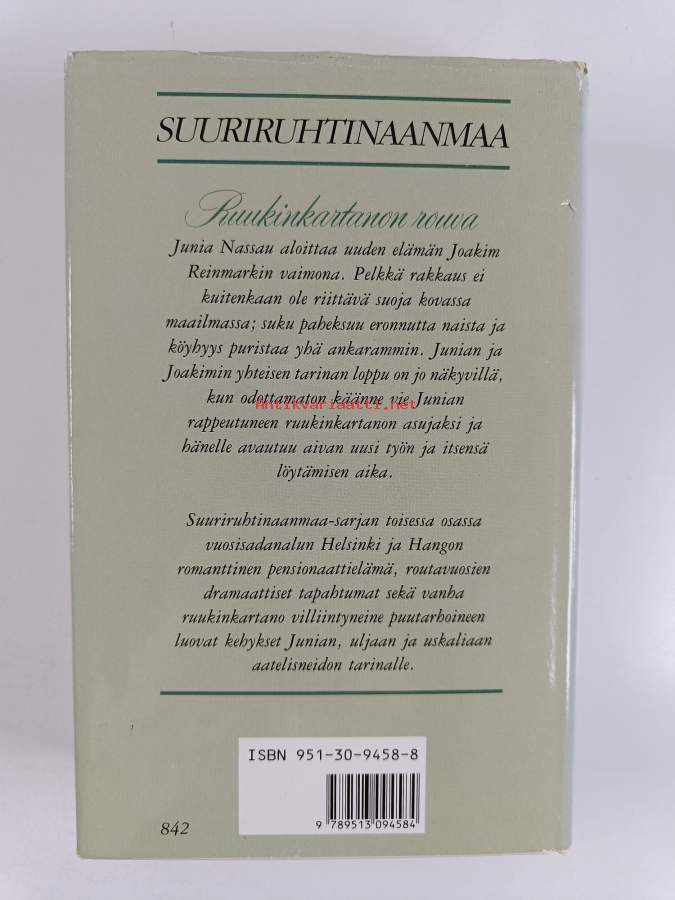 SUURIRUHTINAANMAA
Ruukinkartanon rouva
Junia Nassau aloittaa uuden elämän Joakim
Reinmarkin vaimona. Pelkkä rakkaus ei
kuitenkaan ole riittävä suoja kovassa
maailmassa; suku paheksuu eronnutta naista ja
köyhyys puristaa yhä ankarammin. Junian ja
Joakimin yhteisen tarinan loppu on jo näkyvillä,
kun odottamaton käänne vie Junian
Antikvariaatti.net
rappeutuneen ruukinkartanon asujaksi ja
hänelle avautuu aivan uusi työn ja itsensä
löytämisen aika.
Suuriruhtinaanmaa-sarjan toisessa osassa
vuosisadanalun Helsinki ja Hangon
romanttinen pensionaattielämä, routavuosien
dramaattiset tapahtumat sekä vanha
ruukinkartano villiintyneine puutarhoineen
luovat kehykset Junian, uljaan ja uskaliaan
aatelisneidon tarinalle.
ISBN 951-30-9458-8
9 789513 094584
842